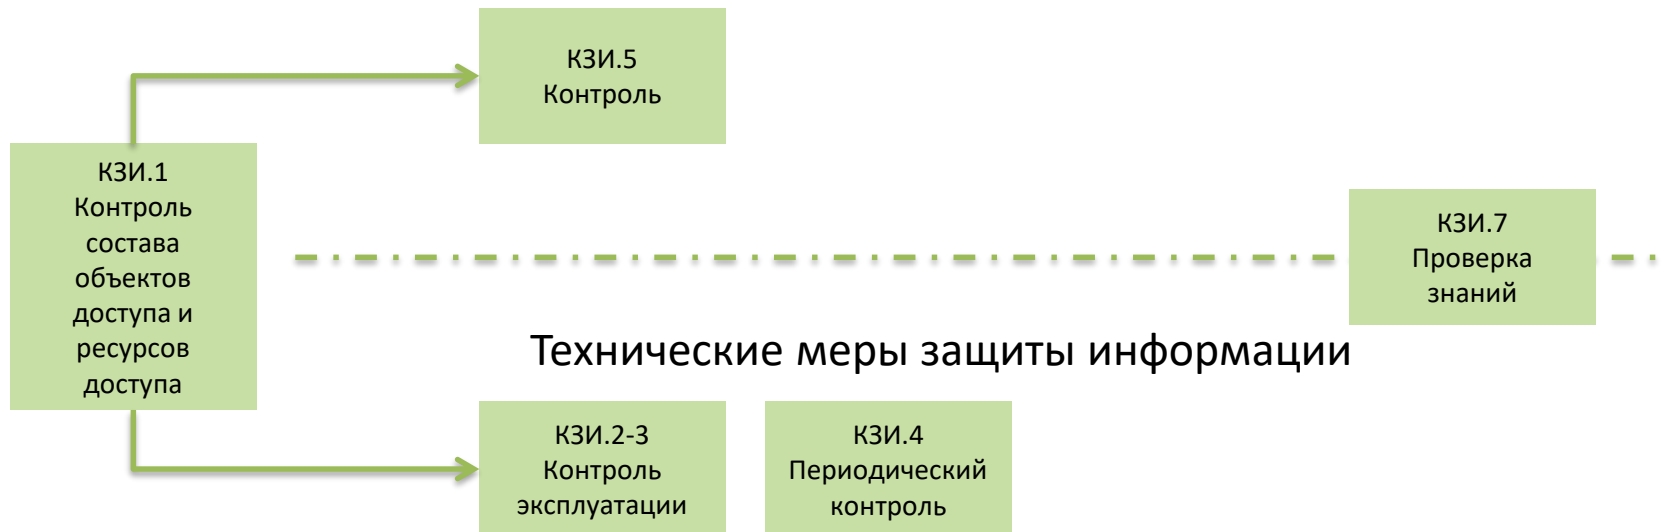 КЗИ.5
Контроль
КЗИ.1
Контроль
состава
объектов
доступа и
ресурсов
доступа
КЗИ.7
Проверка
знаний
Технические меры защиты информации
КЗИ.2-3
Контроль
эксплуатации
КЗИ.4
Периодический
контроль